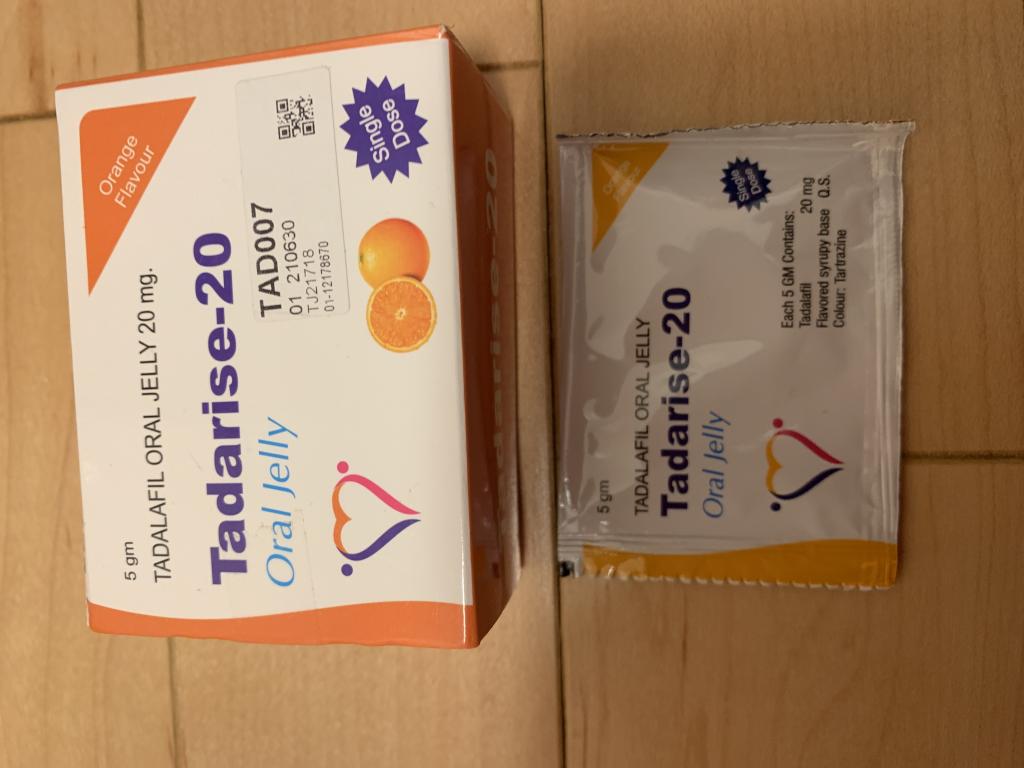 Orange
Flavour
5 gm
TADALAFIL ORAL JELLY 20 mg.
Tadarise-20
Oral Jelly
TAD007
01 210630
TJ21718
01-12178670
Single
Dose
Tadarise-20
5 gm
TADALAFIL ORAL JELLY
Tadarise-20
Oral Jelly
Single
Dose
Each 5 GM Contains:
Tadalafil 20 mg
Flavored syrupy base Q.S.
Colour: Tartrazine